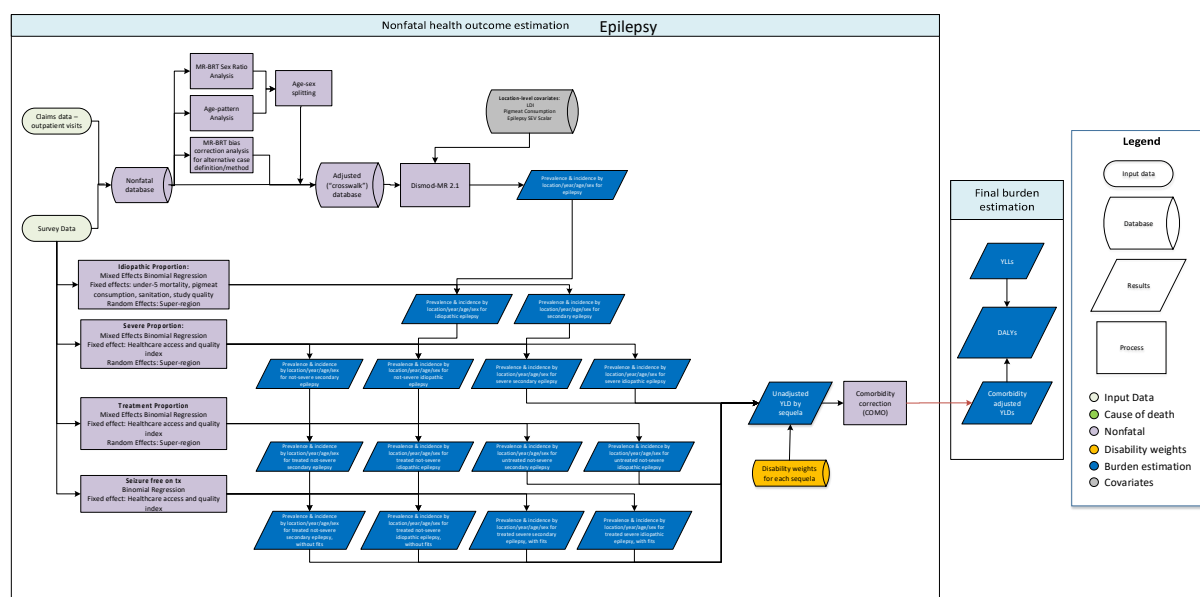 Nonfatal health outcome estimation Epilepsy
Claims data –
outpatient visits
Survey Data
Nonfatal
database
MR-BRT Sex Ratio
Analysis
Age-pattern
Analysis
MR-BRT bias
correction analysis
for alternative case
definition/method
Age-sex
splitting
Adjusted
("crosswalk")
database
Location-level covariates:
LDI
Pigmeat Consumption
Epilepsy SEV Scalar
Dismod-MR 2.1
Prevalence & incidence by
location/year/age/sex for
epilepsy
Idiopathic Proportion:
Mixed Effects Binomial Regression
Fixed effects: under-5 mortality, pigmeat
consumption, sanitation, study quality
Random Effects: Super-region
Prevalence & incidence by
location/year/age/sex
for idiopathic epilepsy
Prevalence & incidence by
location/year/age/sex for
secondary epilepsy
Severe Proportion:
Mixed Effects Binomial Regression
Fixed effect: Healthcare access and quality
index
Random Effects: Super-region
Prevalence & incidence
by location/year/age/sex
for not-severe secondary
epilepsy
Prevalence & incidence by
location/year/age/sex
for not-severe idiopathic
epilepsy
Prevalence & incidence by
location/year/age/sex for
severe secondary epilepsy
Prevalence & incidence by
location/year/age/sex
for severe idiopathic
epilepsy
Treatment Proportion
Mixed Effects Binomial Regression
Fixed effect: Healthcare access and quality
index
Random Effects: Super-region
Prevalence & incidence
by location/year/age/sex
for treated not-severe
secondary epilepsy
Prevalence & incidence by
location/year/age/sex
for treated not-severe
idiopathic epilepsy
Prevalence & incidence by
location/year/age/sex for
untreated not-severe
secondary epilepsy
Prevalence & incidence by
location/year/age/sex for
untreated not-severe
idiopathic epilepsy
Seizure free on tx
Binomial Regression
Fixed effect: Healthcare access and quality
index
Prevalence & incidence
by location/year/age/sex
for treated not-severe
secondary epilepsy,
without fits
Prevalence & incidence by
location/year/age/sex
for treated not-severe
idiopathic epilepsy,
without fits
Prevalence & incidence by
location/year/age/sex for
treated severe secondary
epilepsy, with fits
Prevalence & incidence by
location/year/age/sex for
treated severe idiopathic
epilepsy, with fits
Unadjusted
YLD by
sequela
Disability weights
for each sequela
Comorbidity
correction
(COMO)
Final burden
estimation
YLLs
DALYs
Comorbidity
adjusted
YLDs
Legend
Input data
Database
Results
Process
Input Data
Cause of death
Nonfatal
Disability weights
Burden estimation
Covariates